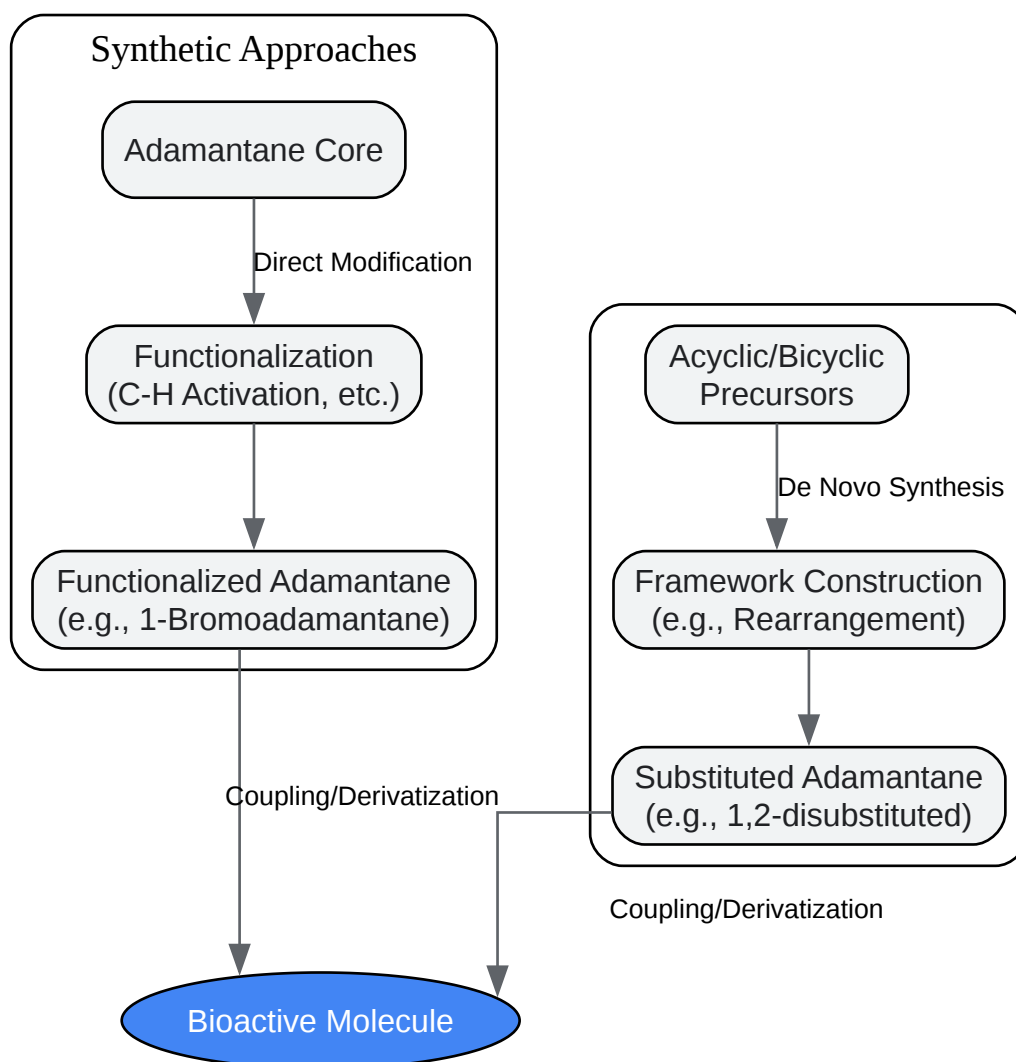 Synthetic Approaches
Adamantane Core
Direct Modification
Functionalization
(C-H Activation, etc.)
Functionalized Adamantane
(e.g., 1-Bromoadamantane)
Acyclic/Bicyclic
Precursors
De Novo Synthesis
Framework Construction
(e.g., Rearrangement)
Substituted Adamantane
(e.g., 1,2-disubstituted)
Coupling/Derivatization
Coupling/Derivatization
Bioactive Molecule